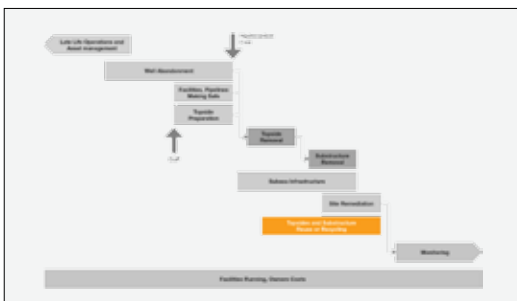 Late Life Operations and
Asset management
Well Abandonment
Facilities, Pipelines
Making Safe
Topside
Preparation
CoP
Topside
Removal
Substructure
Removal
Subsea Infrastructure
Site Remediation
Topsides and Substructure
Reuse or Recycling
Monitoring
Facilities Running, Owners Costs